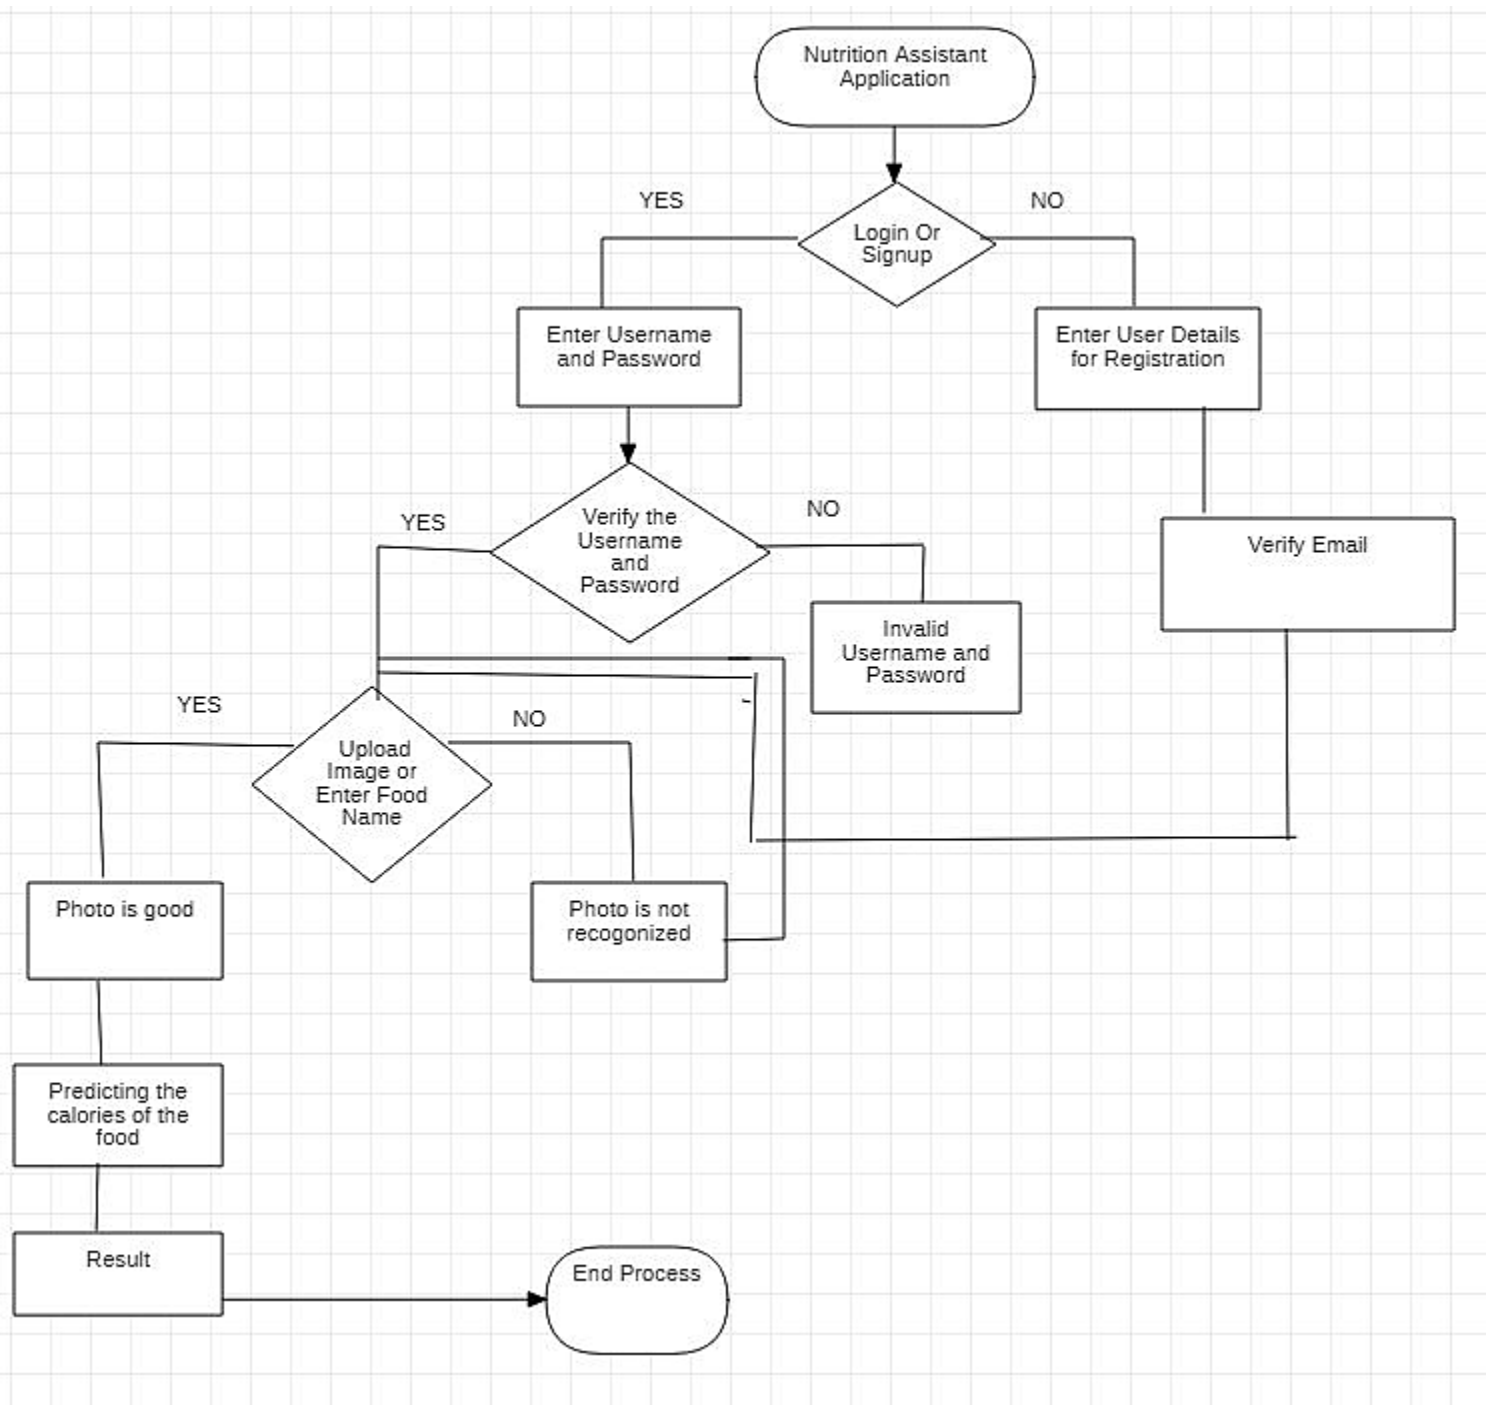 Nutrition Assistant
Application
YES
NO
Login Or
Signup
Enter Username
and Password
Enter User Details
for Registration
YES
NO
Verify the
Username
and
Password
Verify Email
Invalid
Username and
Password
YES
NO
Upload
Image or
Enter Food
Name
Photo is good
Photo is not
recogonized
Predicting the
calories of the
food
Result
End Process